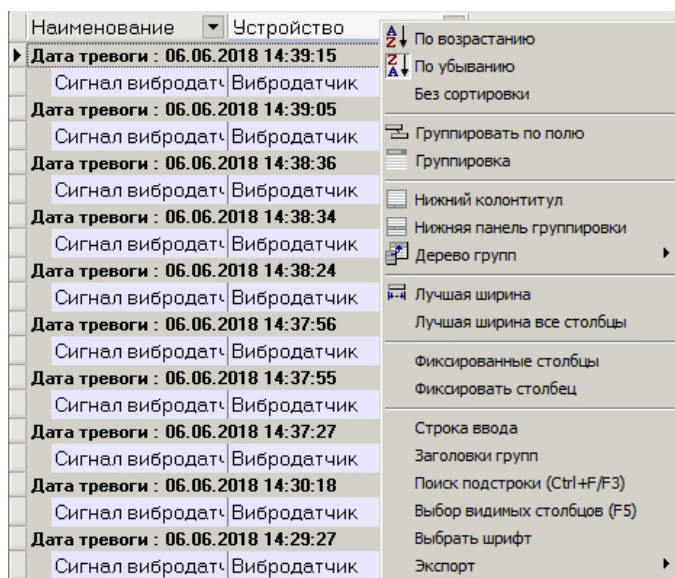 Наименование Устройство
Дата тревоги : 06.06.2018 14:39:15
Сигнал вибродатч Вибродатчик
Дата тревоги : 06.06.2018 14:39:05
Сигнал вибродатч Вибродатчик
Дата тревоги : 06.06.2018 14:38:36
Сигнал вибродатч Вибродатчик
Дата тревоги : 06.06.2018 14:38:34
Сигнал вибродатч Вибродатчик
Дата тревоги : 06.06.2018 14:38:24
Сигнал вибродатч Вибродатчик
Дата тревоги : 06.06.2018 14:37:56
Сигнал вибродатч Вибродатчик
Дата тревоги : 06.06.2018 14:37:55
Сигнал вибродатч Вибродатчик
Дата тревоги : 06.06.2018 14:37:27
Сигнал вибродатч Вибродатчик
Дата тревоги : 06.06.2018 14:30:18
Сигнал вибродатч Вибродатчик
Дата тревоги : 06.06.2018 14:29:27
Сигнал вибродатч Вибродатчик
По возрастанию
По убыванию
Без сортировки
Группировать по полю
Группировка
Нижний колонтитул
Нижняя панель группировки
Дерево групп
Лучшая ширина
Лучшая ширина все столбцы
Фиксированные столбцы
Фиксировать столбец
Строка ввода
Заголовки групп
Поиск подстроки (Ctrl+F/F3)
Выбор видимых столбцов (F5)
Выбрать шрифт
Экспорт